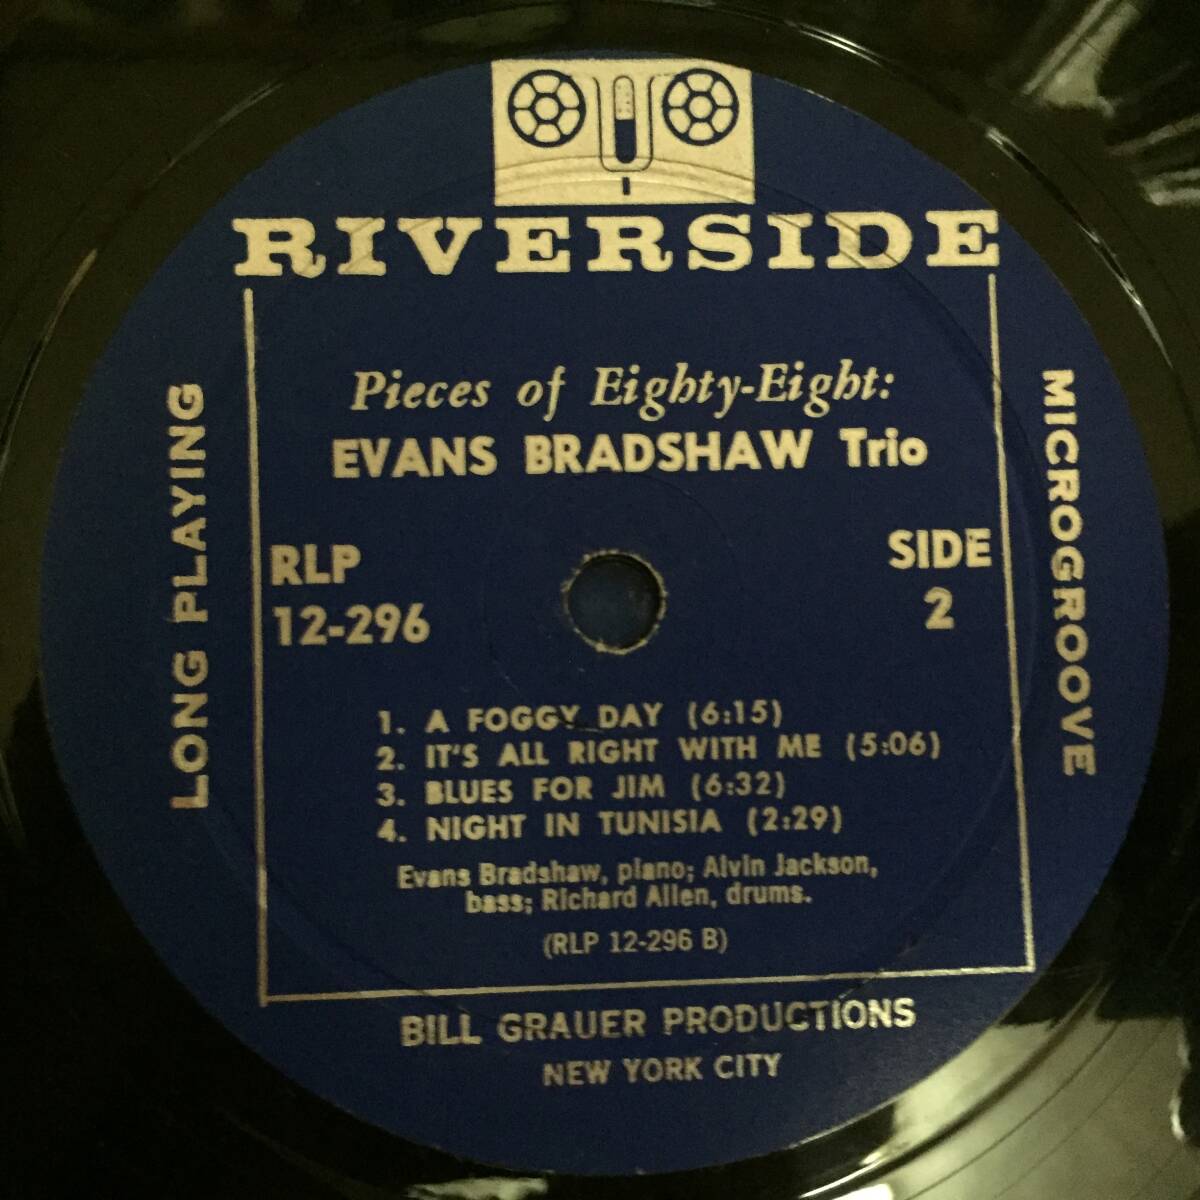 RIVERSIDE
Pieces of Eighty-Eight:
EVANS BRADSHAW Trio
RLP
12-296
SIDE
2
LONG PLAYING
MICROGROOVE
1. A FOGGY DAY (6:15)
2. IT'S ALL RIGHT WITH ME (5:06)
3. BLUES FOR JIM (6:32)
4. NIGHT IN TUNISIA (2:29)
Evans Bradshaw, piano; Alvin Jackson,
bass; Richard Allen, drums.
(RLP 12-296 B)
BILL GRAUER PRODUCTIONS
NEW YORK CITY